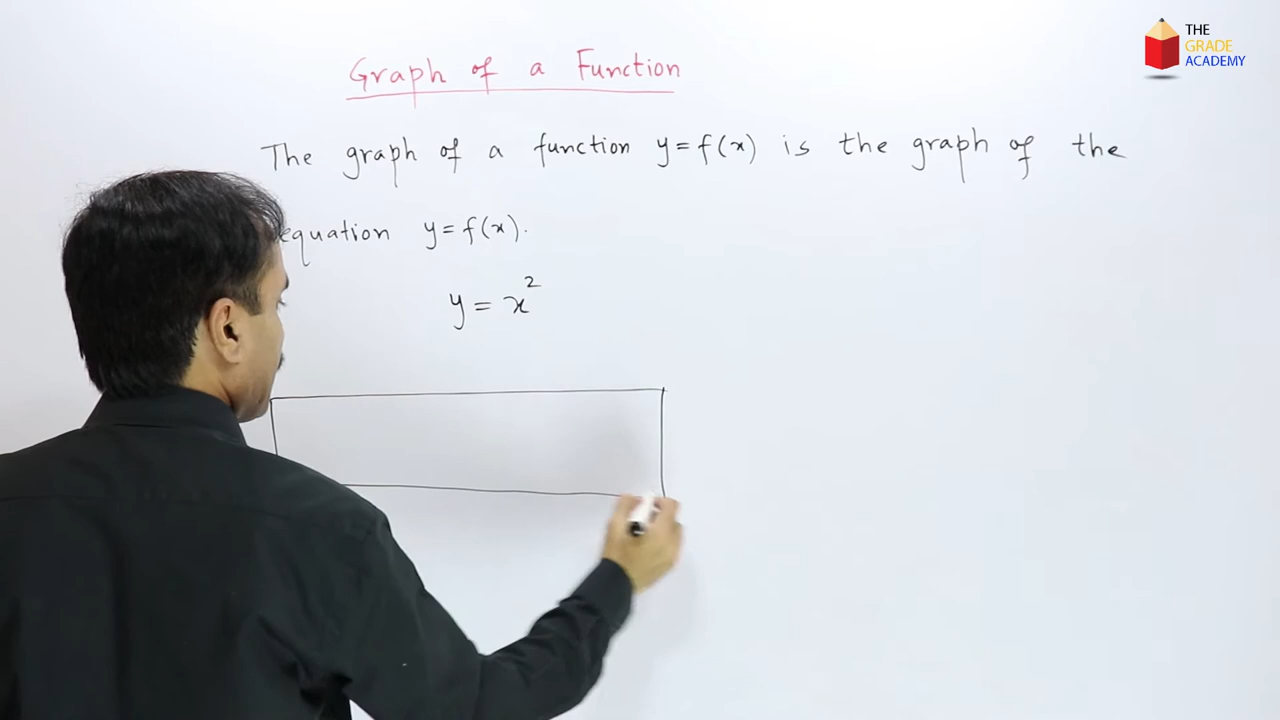 THE
GRADE
ACADEMY
Graph of a Function
The graph of a function y = f(x) is the graph of the
equation y = f(x).
y = x²